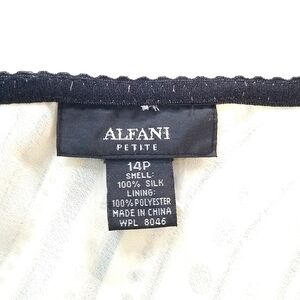 ALFANI
PETITE
14P
SHELL:
100% SILK
LINING:
100% POLYESTER
MADE IN CHINA
WPL 8046